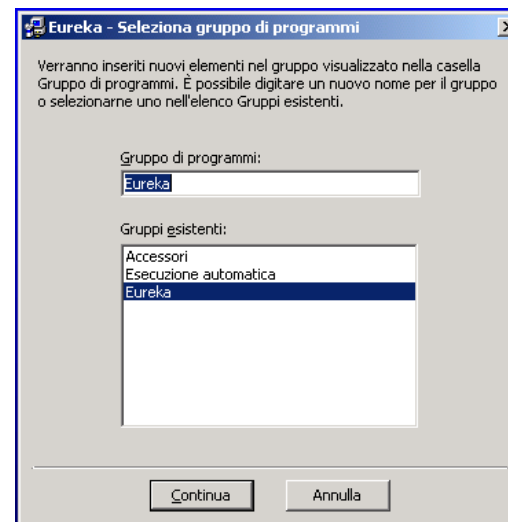 Eureka - Seleziona gruppo di programmi
Verranno inseriti nuovi elementi nel gruppo visualizzato nella casella
Gruppo di programmi. È possibile digitare un nuovo nome per il gruppo
o selezionarne uno nell'elenco Gruppi esistenti.
Gruppo di programmi:
Eureka
Gruppi esistenti:
Accessori
Esecuzione automatica
Eureka
Continua
Annulla